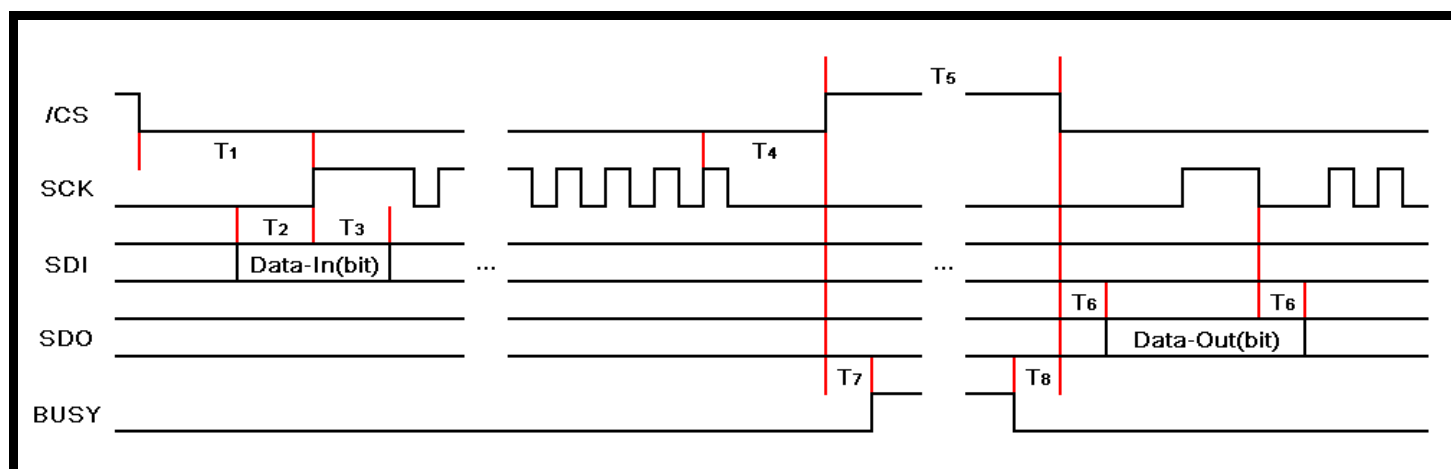 T5
/CS
T1
T4
SCK
T2
T3
SDI
Data-In(bit)
...
...
T6
T6
SDO
Data-Out(bit)
T7
T8
BUSY